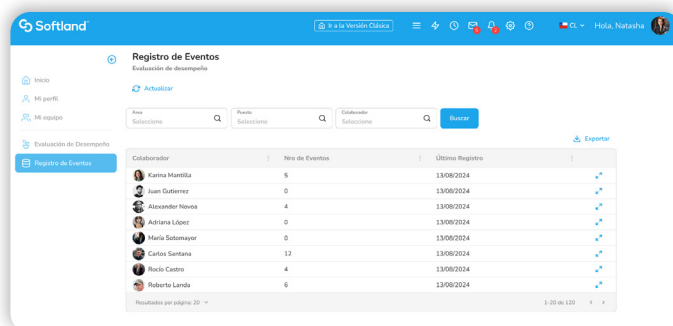 Softland
Ir a la Versión Clásica
CL
Hola, Natasha
Registro de Eventos
Evaluación de desempeño
Inicio
Mi perfil
Mi equipo
Evaluación de Desempeño
Registro de Eventos
Actualizar
Área Puesto Colaborador
Seleccione Seleccione Seleccione Buscar
Exportar
Colaborador Nro de Eventos Último Registro
Karina Mantilla 5 13/08/2024
Juan Gutierrez 0 13/08/2024
Alexander Novoa 4 13/08/2024
Adriana López 0 13/08/2024
María Sotomayor 0 13/08/2024
Carlos Santana 12 13/08/2024
Rocío Castro 4 13/08/2024
Roberto Landa 6 13/08/2024
Resultados por página: 20 1-20 de 120